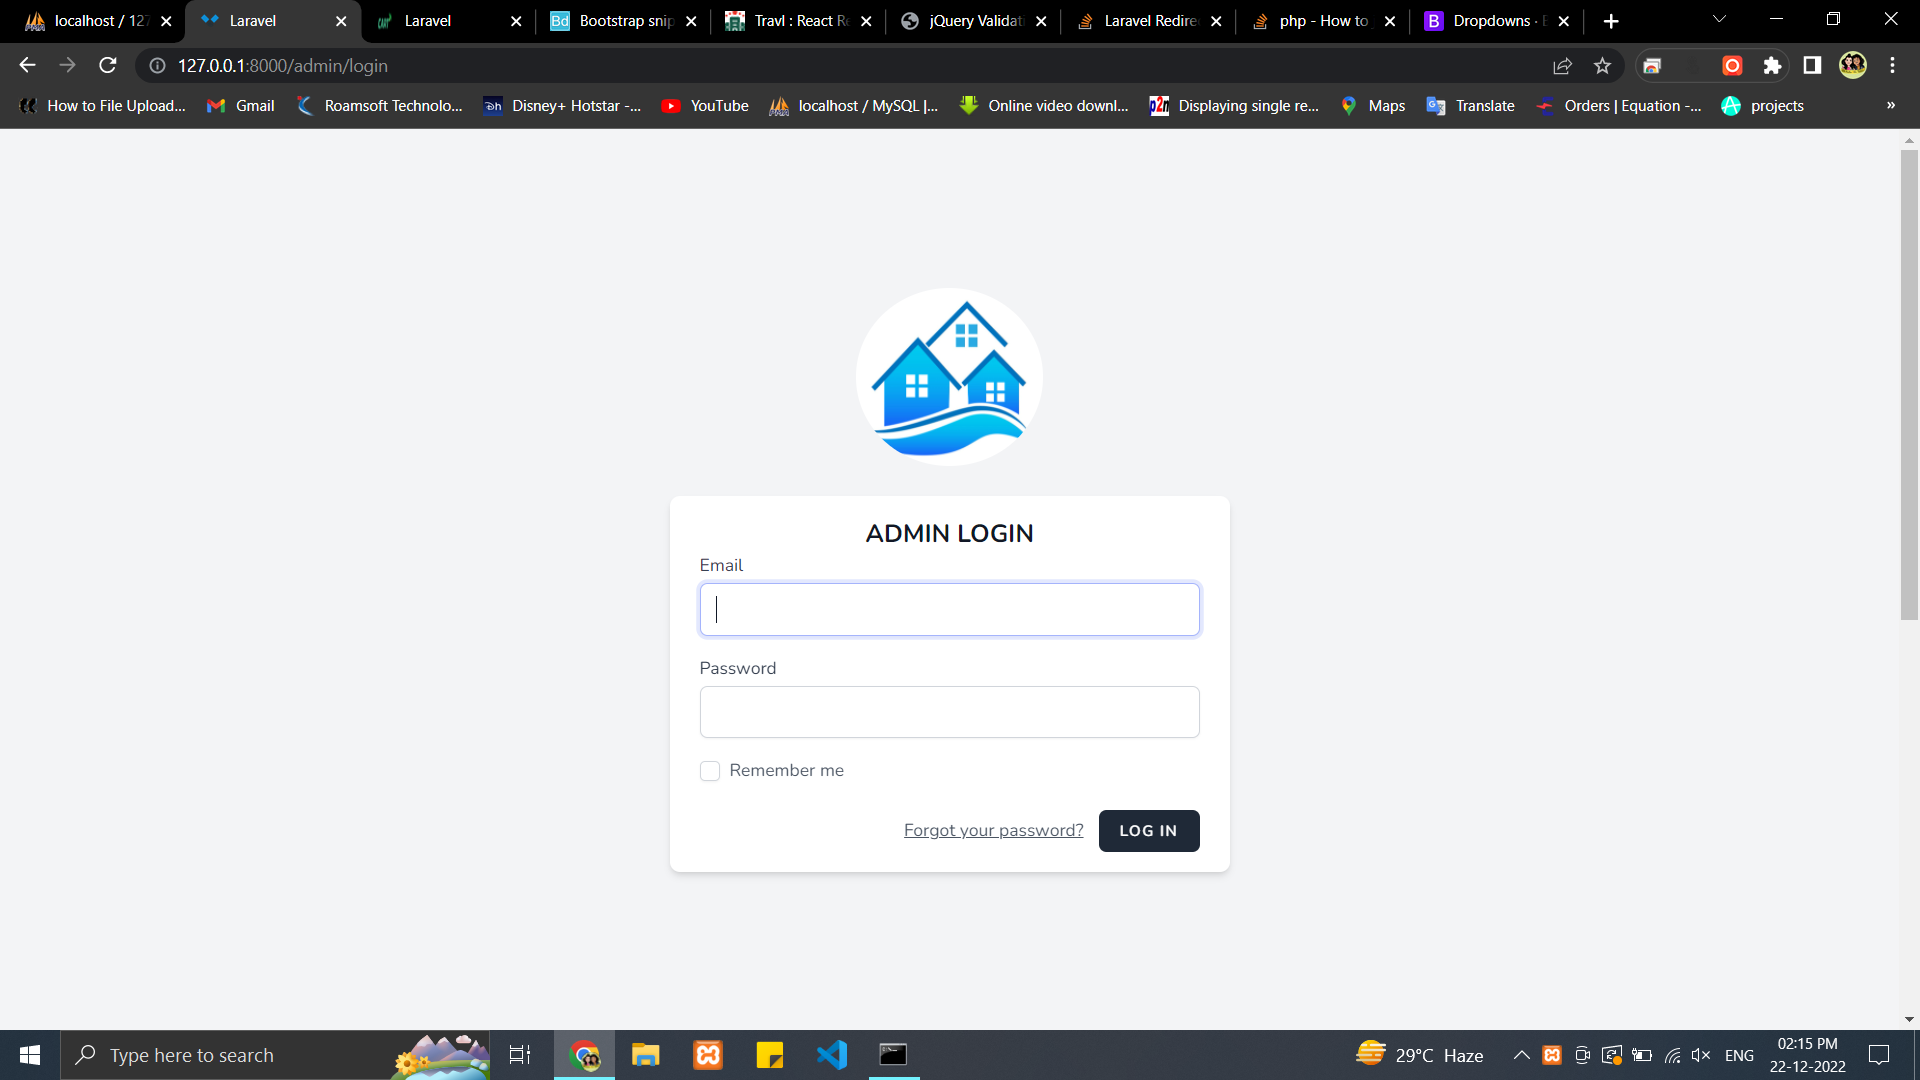 localhost / 127
Laravel
Laravel
Bootstrap snip
Travl : React Re
jQuery Validati
Laravel Redire
php - How to
Dropdowns · B
127.0.0.1:8000/admin/login
How to File Upload...
Gmail
Roamsoft Technolo...
Disney+ Hotstar -...
YouTube
localhost / MySQL |...
Online video downl...
Displaying single re...
Maps
Translate
Orders | Equation -...
projects
»
ADMIN LOGIN
Email
Password
Remember me
Forgot your password?
LOG IN
Type here to search
29°C Haze
ENG
02:15 PM
22-12-2022